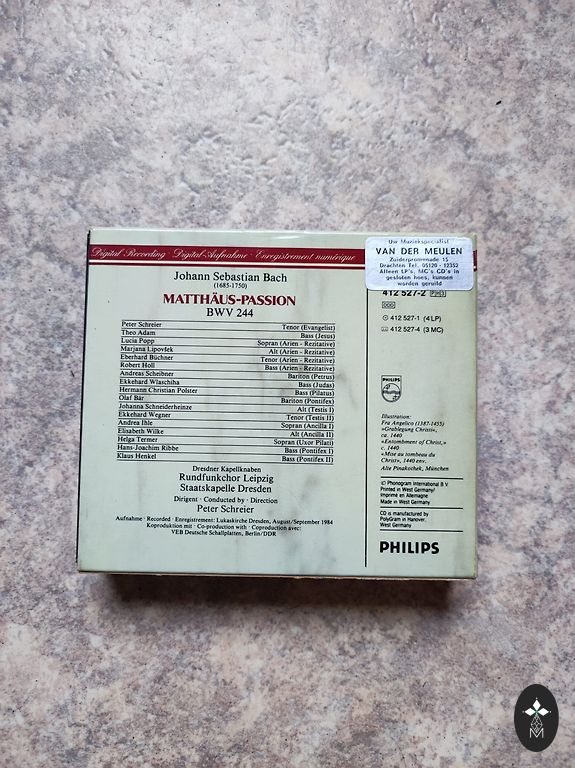 Digital Recording · Digital-Aufnahme · Enregistrement numérique
Johann Sebastian Bach
(1685-1750)
MATTHÄUS-PASSION
BWV 244
Peter Schreier Tenor (Evangelist)
Theo Adam Bass (Jesus)
Lucia Popp Sopran (Arien - Rezitative)
Marjana Lipovšek Alt (Arien - Rezitative)
Eberhard Büchner Tenor (Arien - Rezitative)
Robert Holl Bass (Arien - Rezitative)
Andreas Scheibner Bariton (Petrus)
Ekkehard Wlaschiha Bass (Judas)
Hermann Christian Polster Bass (Pilatus)
Olaf Bär Bariton (Pontifex)
Johanna Schneiderheinze Alt (Testis I)
Ekkehard Wegner Tenor (Testis II)
Andrea Ihle Sopran (Ancilla I)
Elisabeth Wilke Alt (Ancilla II)
Helga Termer Sopran (Uxor Pilati)
Hans-Joachim Ribbe Bass (Pontifex I)
Klaus Henkel Bass (Pontifex II)
Dresdner Kapellknaben
Rundfunkchor Leipzig
Staatskapelle Dresden
Dirigent · Conducted by · Direction
Peter Schreier
Aufnahme · Recorded · Enregistrement: Lukaskirche Dresden, August/September 1984
Koproduktion mit · Co-production with · Coproduction avec:
VEB Deutsche Schallplatten, Berlin/DDR
Uw Muziekspecialist
VAN DER MEULEN
Zuiderpromenade 15
Drachten Tel. 05120 - 12352
Alleen LP's, MC's CD's in
gesloten hoes, kunnen
worden geruild
412 527-2
412 527-1 (4 LP)
412 527-4 (3 MC)
PHILIPS
Illustration:
Fra Angelico (1387-1455)
«Grablegung Christi»,
ca. 1440
«Entombment of Christ,»
c. 1440
«Mise au tombeau du
Christ», 1440 env.
Alte Pinakothek, München
Phonogram International B.V.
Printed in West Germany/
Imprimé en Allemagne
Made in West Germany
CD is manufactured by
PolyGram in Hanover,
West Germany
PHILIPS
M